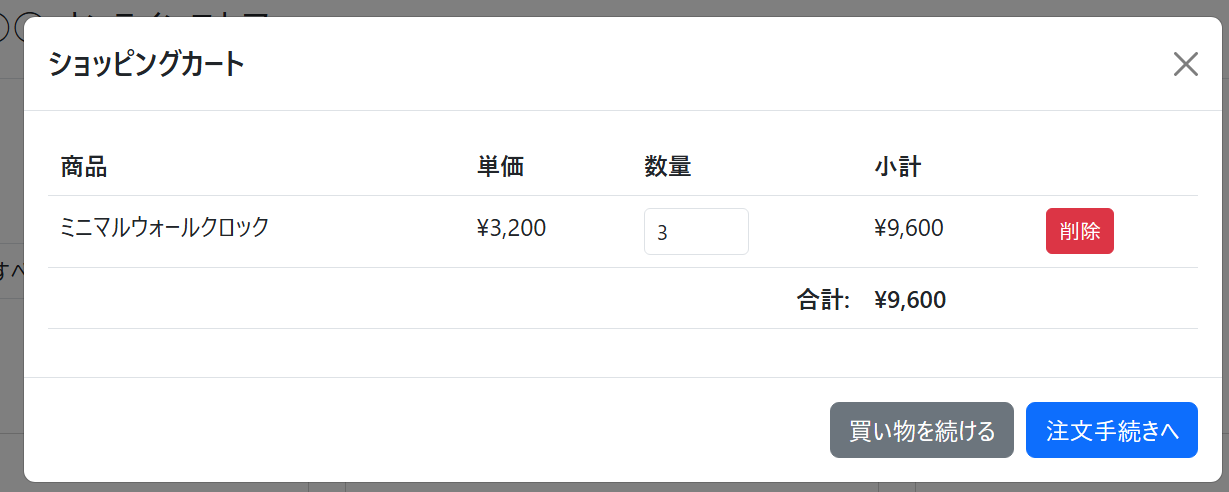 ショッピングカート
商品 単価 数量 小計
ミニマルウォールクロック ¥3,200 3 ¥9,600 削除
合計: ¥9,600
買い物を続ける 注文手続きへ